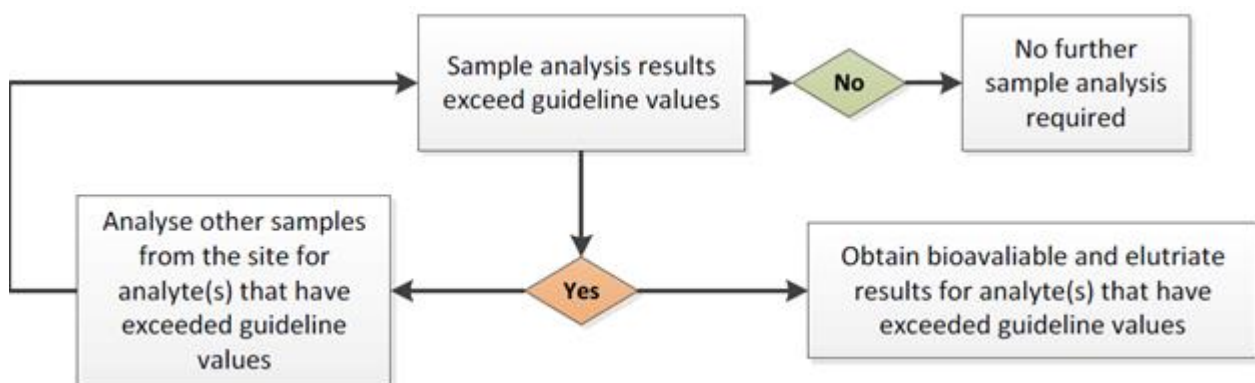 Sample analysis results
exceed guideline values
No
No further
sample analysis
required
Analyse other samples
from the site for
analyte(s) that have
exceeded guideline
values
Yes
Obtain bioavaliable and elutriate
results for analyte(s) that have
exceeded guideline values